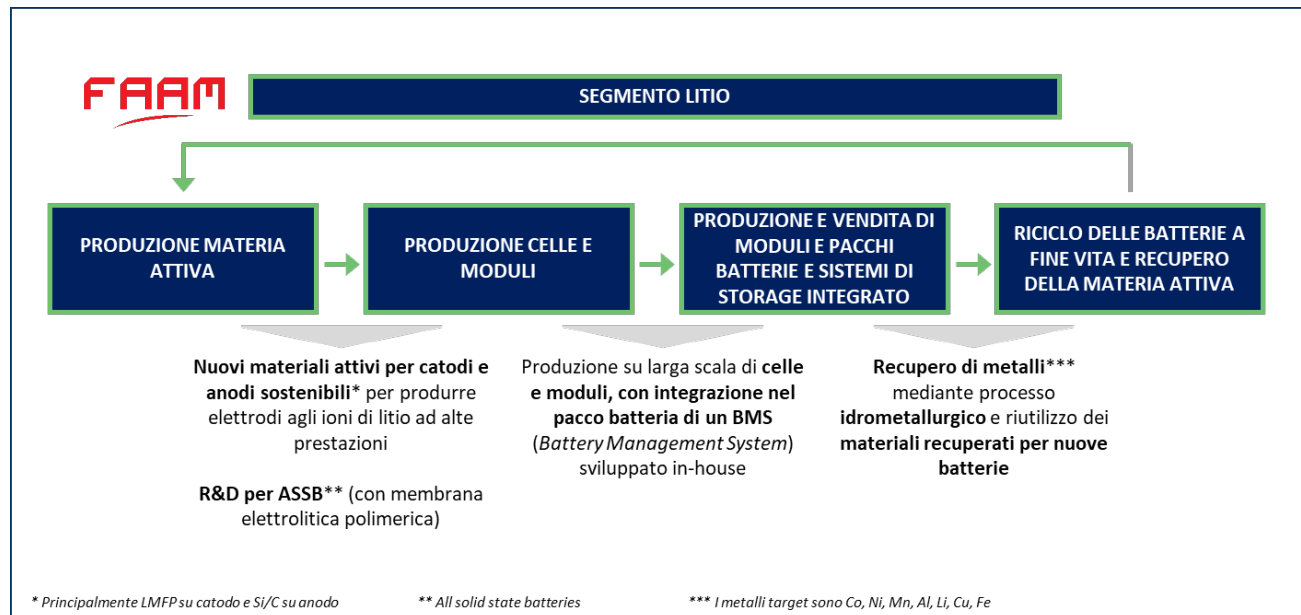 FAAM
SEGMENTO LITIO
PRODUZIONE MATERIA
ATTIVA
PRODUZIONE CELLE E
MODULI
PRODUZIONE E VENDITA DI
MODULI E PACCHI
BATTERIE E SISTEMI DI
STORAGE INTEGRATO
RICICLO DELLE BATTERIE A
FINE VITA E RECUPERO
DELLA MATERIA ATTIVA
Nuovi materiali attivi per catodi e
anodi sostenibili* per produrre
elettrodi agli ioni di litio ad alte
prestazioni
R&D per ASSB** (con membrana
elettrolitica polimerica)
Produzione su larga scala di celle
e moduli, con integrazione nel
pacco batteria di un BMS
(Battery Management System)
sviluppato in-house
Recupero di metalli***
mediante processo
idrometallurgico e riutilizzo dei
materiali recuperati per nuove
batterie
* Principalmente LMFP su catodo e Si/C su anodo
** All solid state batteries
*** I metalli target sono Co, Ni, Mn, Al, Li, Cu, Fe